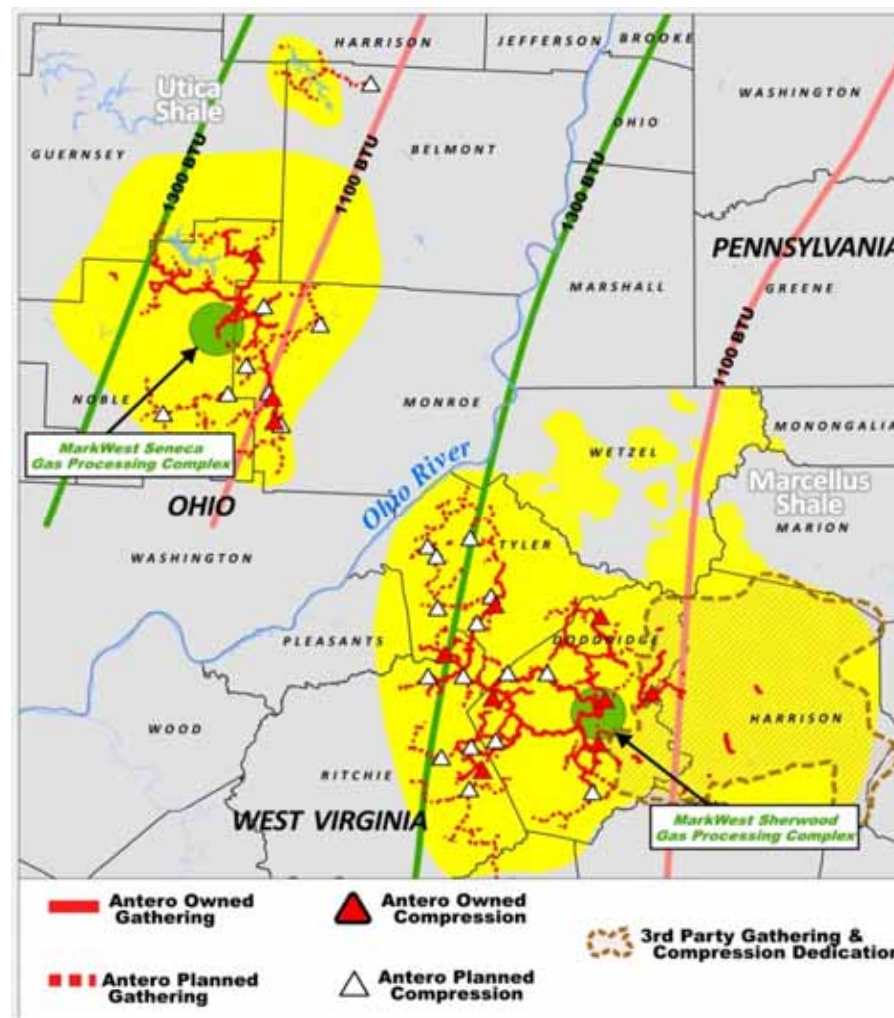 HARRISON
JEFFERSON
BROOKE
Utica
Shale
WASHINGTON
OHIO
GUERNSEY
BELMONT
1300 BTU
1100 BTU
1300 BTU
PENNSYLVANIA
MARSHALL
GREENE
1100 BTU
NOBLE
MONROE
MONONGALIA
MarkWest Seneca
Gas Processing Complex
WETZEL
Ohio River
Marcellus
Shale
OHIO
MARION
WASHINGTON
TYLER
PLEASANTS
DODDRIDGE
WOOD
HARRISON
RITCHIE
WEST VIRGINIA
MarkWest Sherwood
Gas Processing Complex
Antero Owned
Gathering
Antero Owned
Compression
3rd Party Gathering &
Compression Dedication
Antero Planned
Gathering
Antero Planned
Compression